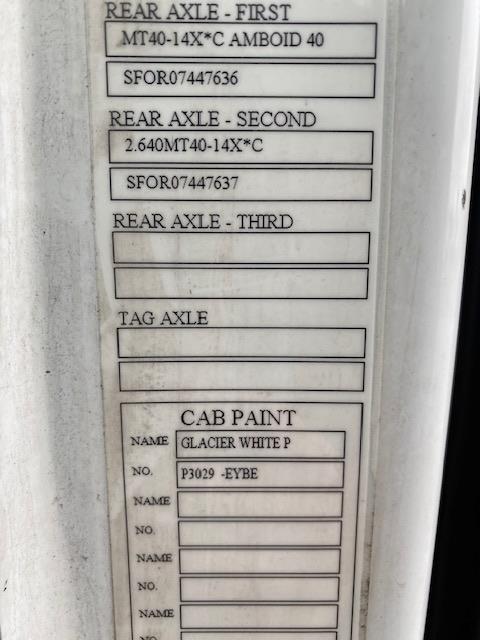 REAR AXLE - FIRST
MT40-14X*C AMBOID 40
SFOR07447636
REAR AXLE - SECOND
2.640MT40-14X*C
SFOR07447637
REAR AXLE - THIRD
TAG AXLE
CAB PAINT
NAME GLACIER WHITE P
NO. P3029 -EYBE
NAME
NO.
NAME
NO.
NAME
NO.